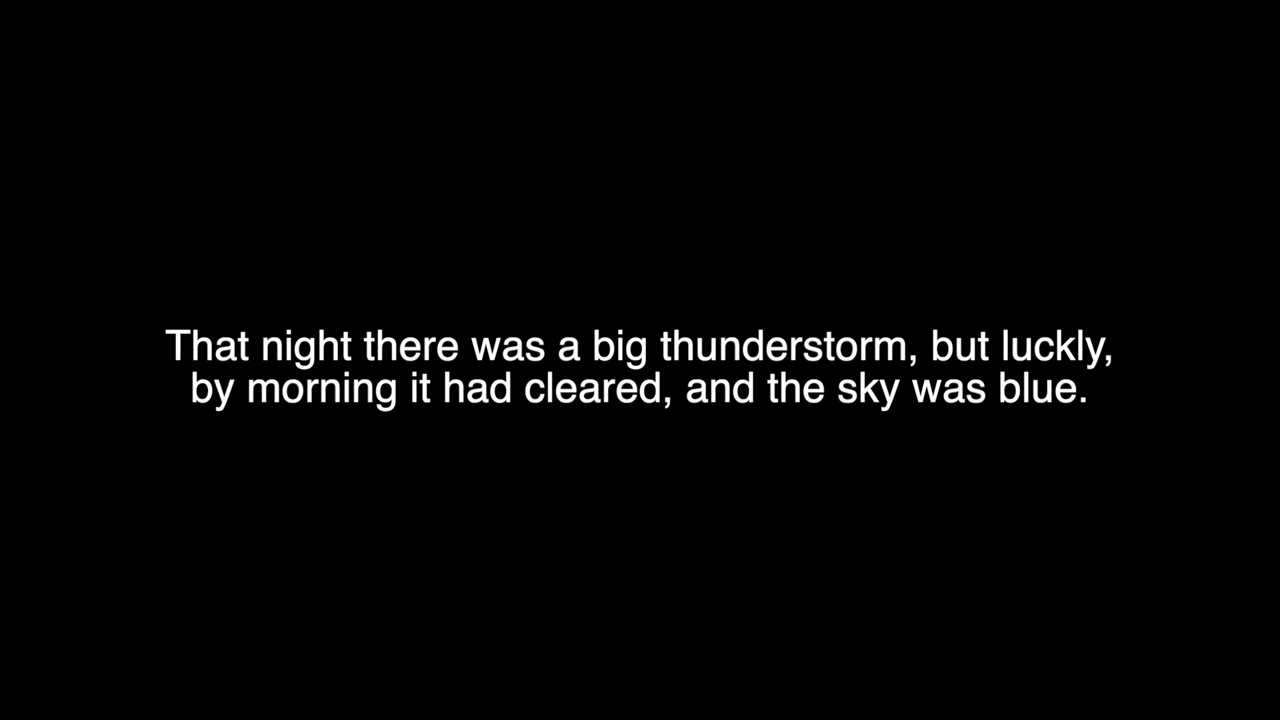 That night there was a big thunderstorm, but luckly,
by morning it had cleared, and the sky was blue.